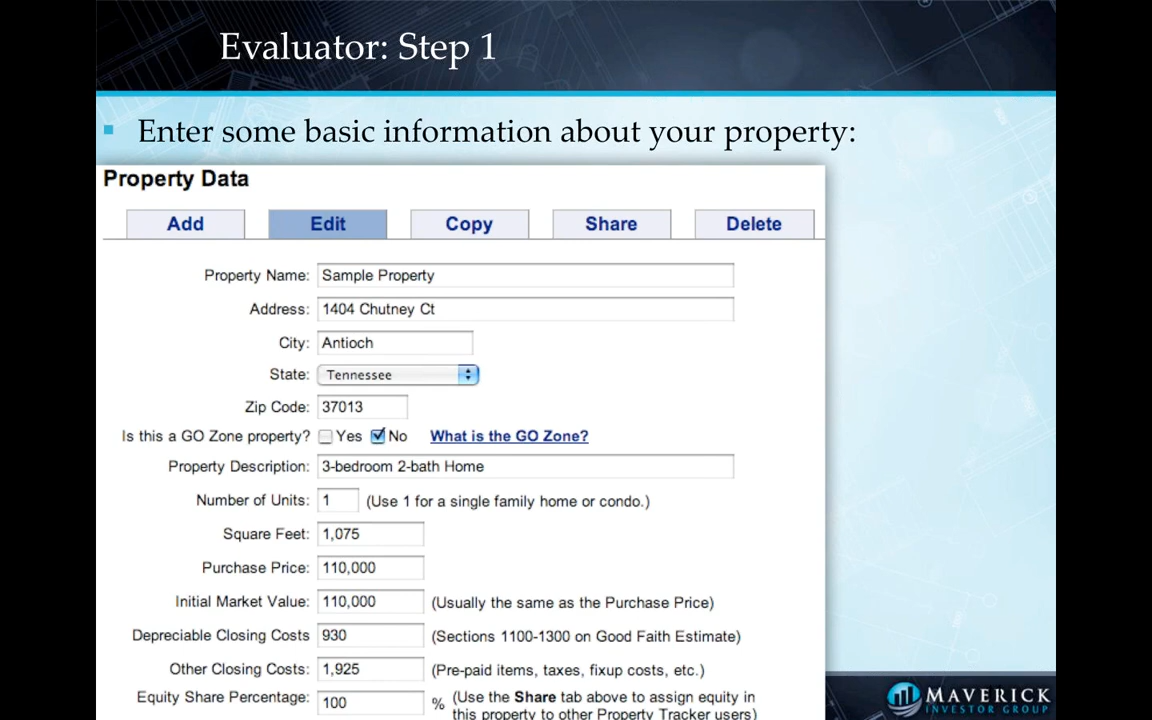 Evaluator: Step 1
Enter some basic information about your property:
Property Data
Add Edit Copy Share Delete
Property Name: Sample Property
Address: 1404 Chutney Ct
City: Antioch
State: Tennessee
Zip Code: 37013
Is this a GO Zone property? Yes No What is the GO Zone?
Property Description: 3-bedroom 2-bath Home
Number of Units: 1 (Use 1 for a single family home or condo.)
Square Feet: 1,075
Purchase Price: 110,000
Initial Market Value: 110,000 (Usually the same as the Purchase Price)
Depreciable Closing Costs 930 (Sections 1100-1300 on Good Faith Estimate)
Other Closing Costs: 1,925 (Pre-paid items, taxes, fixup costs, etc.)
Equity Share Percentage: 100 % (Use the Share tab above to assign equity in
this property to other Property Tracker users)
MAVERICK
INVESTOR GROUP